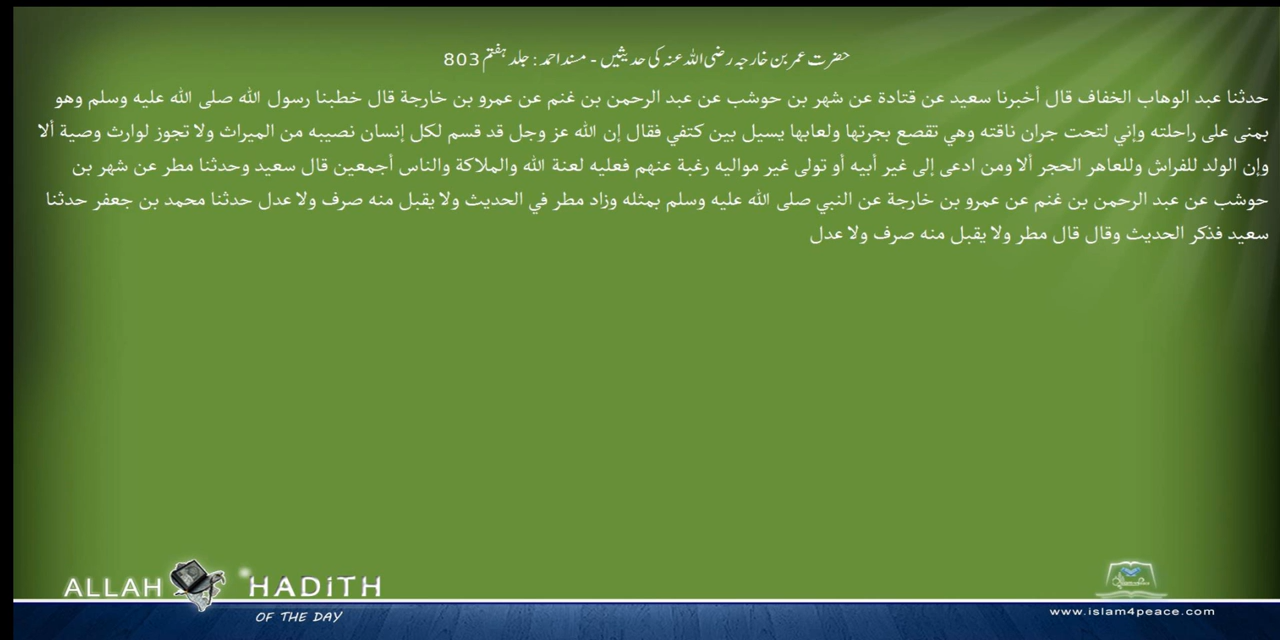 حضرت عمر بن خارجہ رضی اللہ عنہ کی حدیثیں - مسند احمد : جلد ہفتم 803
حدثنا عبد الوهاب الخفاف قال أخبرنا سعيد عن قتادة عن شهر بن حوشب عن عبد الرحمن بن غنم عن عمرو بن خارجة قال خطبنا رسول الله صلى الله عليه وسلم وهو
بمنى على راحلته وإني لتحت جران ناقته وهي تقصع بجرتها ولعابها يسيل بين كتفي فقال إن الله عز وجل قد قسم لكل إنسان نصيبه من الميراث ولا تجوز لوارث وصية ألا
وإن الولد للفراش وللعاهر الحجر ألا ومن ادعى إلى غير أبيه أو تولى غير مواليه رغبة عنهم فعليه لعنة الله والملاكة والناس أجمعين قال سعيد وحدثنا مطر عن شهر بن
حوشب عن عبد الرحمن بن غنم عن عمرو بن خارجة عن النبي صلى الله عليه وسلم بمثله وزاد مطر في الحديث ولا يقبل منه صرف ولا عدل حدثنا محمد بن جعفر حدثنا
سعيد فذكر الحديث وقال قال مطر ولا يقبل منه صرف ولا عدل
ALLAH HADITH
OF THE DAY
www.islam4peace.com